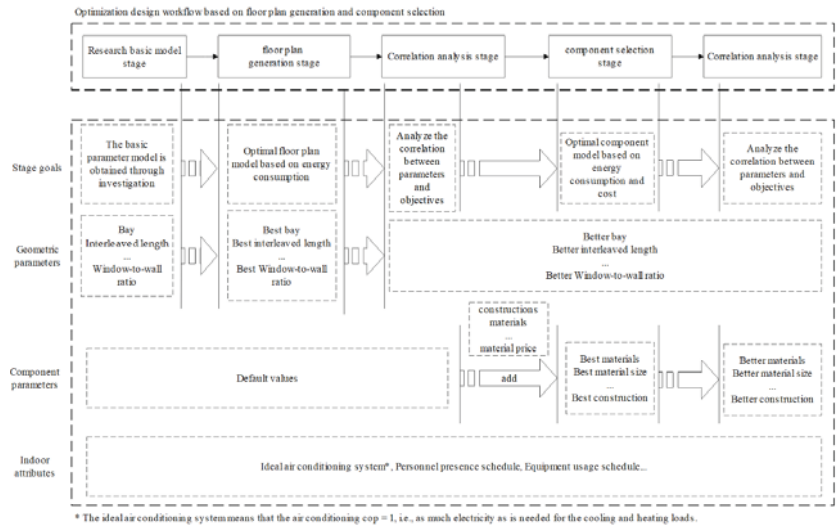 Optimization design workflow based on floor plan generation and component selection
Research basic model
stage
floor plan
generation stage
Correlation analysis stage
component selection
stage
Correlation analysis stage
Stage goals
The basic
parameter model is
obtained through
investigation
Optimal floor plan
model based on energy
consumption
Analyze the
correlation
between
parameters
and
objectives
Optimal component
model based on
energy
consumption and
cost
Analyze the
correlation between
parameters and
objectives
Geometric
parameters
Bay
Interleaved length
...
Window-to-wall
ratio
Best bay
Best interleaved length
...
Best Window-to-wall
ratio
Better bay
Better interleaved length
...
Better Window-to-wall ratio
Component
parameters
Default values
constructions
materials
...
material price
add
Best materials
Best material size
...
Best construction
Better materials
Better material size
...
Better construction
Indoor
attributes
Ideal air conditioning system*, Personnel presence schedule, Equipment usage schedule...
* The ideal air conditioning system means that the air conditioning cop = 1, i.e., as much electricity as is needed for the cooling and heating loads.